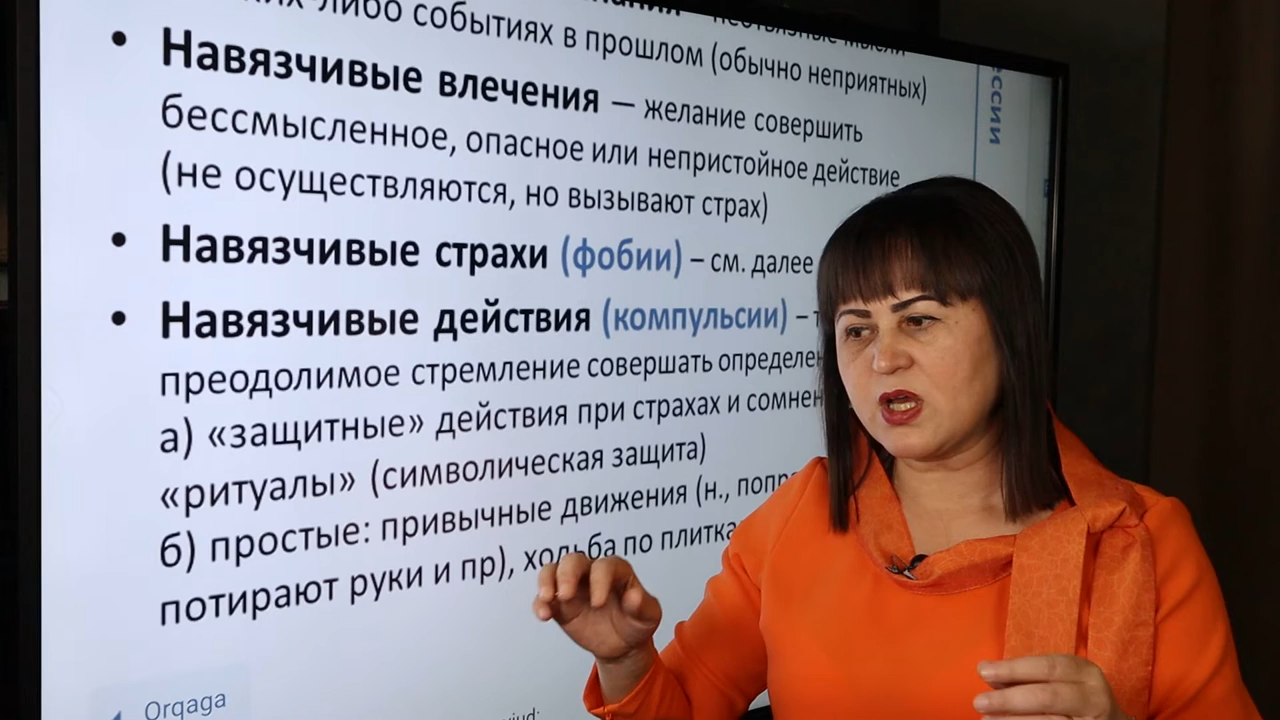 либо событиях в прошлом (обычно неприятных)
• Навязчивые влечения – желание совершить
бессмысленное, опасное или непристойное действие
(не осуществляются, но вызывают страх)
• Навязчивые страхи (фобии) – см. далее
• Навязчивые действия (компульсии) –
преодолимое стремление совершать
а) «защитные» действия при страхах и
«ритуалы» (символическая защита)
б) простые: привычные движения (н.,
потирают руки и пр), ходьба по
Orqaga
ссии